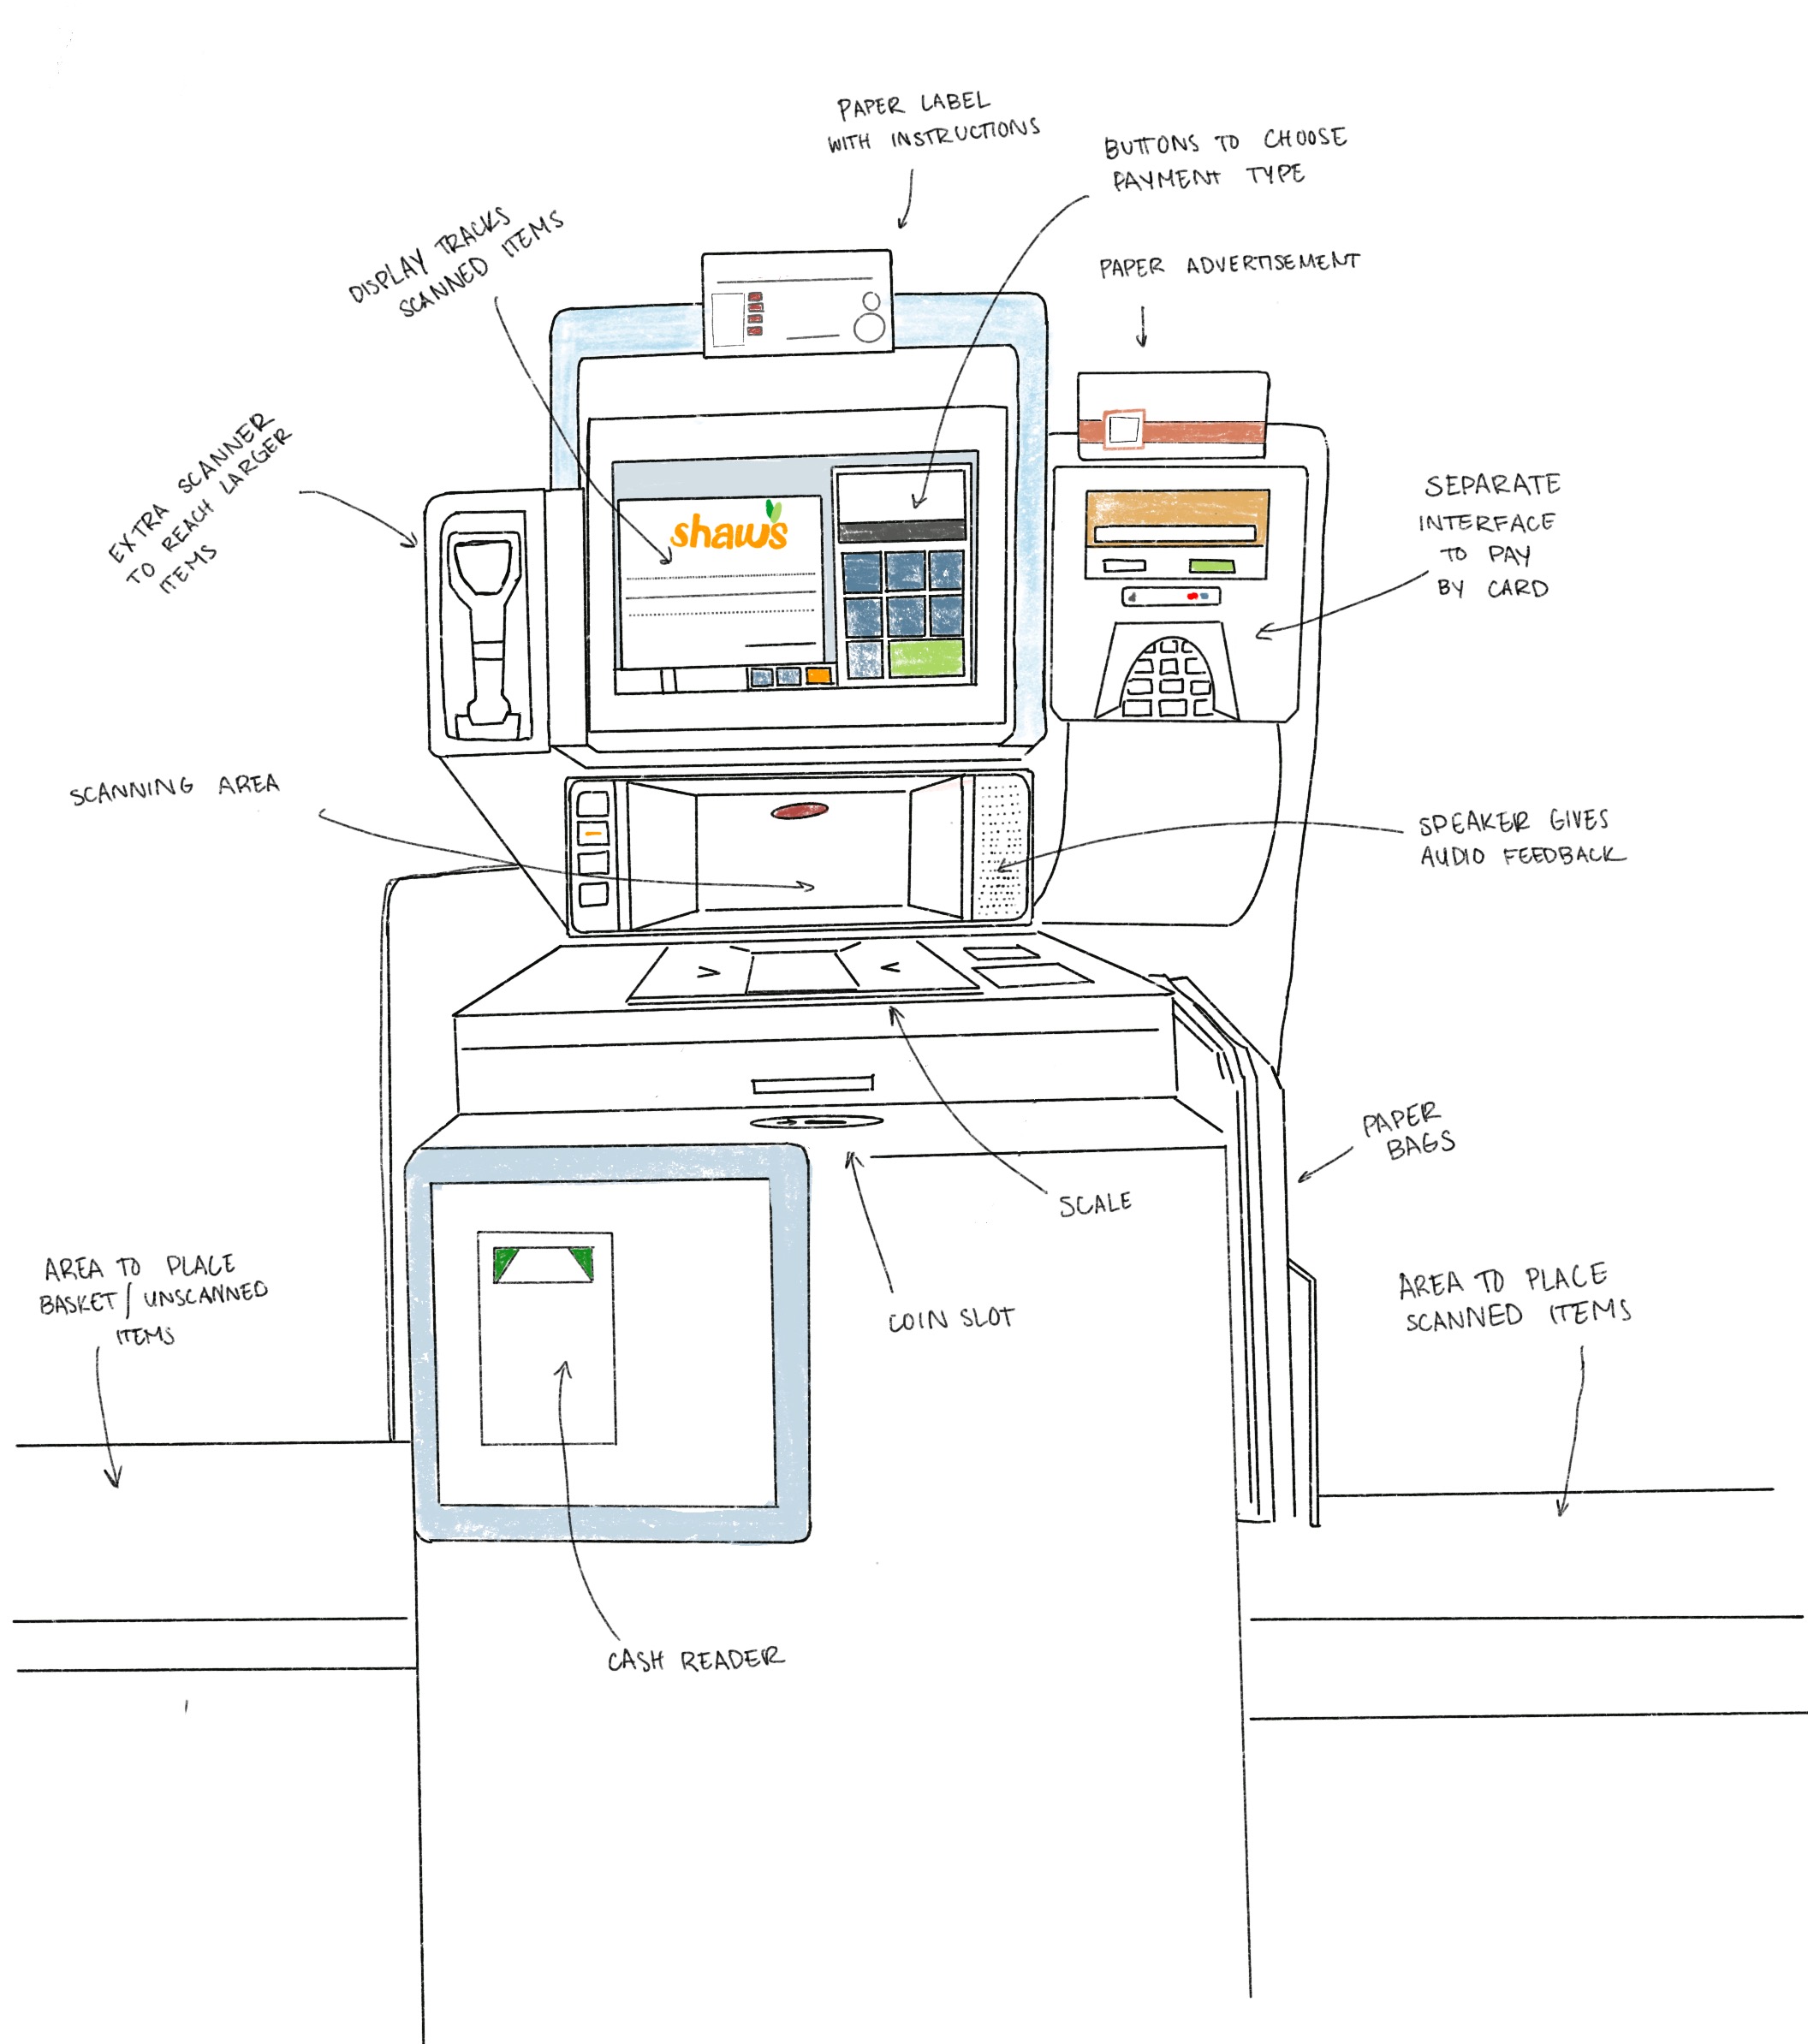 PAPER LABEL
WITH INSTRUCTIONS
BUTTONS TO CHOOSE
PAYMENT TYPE
DISPLAY TRACKS
SCANNED ITEMS
PAPER ADVERTISEMENT
EXTRA SCANNER
TO REACH LARGER
ITEMS
SEPARATE
INTERFACE
TO PAY
BY CARD
shaw's
SCANNING AREA
SPEAKER GIVES
AUDIO FEEDBACK
> <
PAPER
BAGS
SCALE
AREA TO PLACE
BASKET / UNSCANNED
ITEMS
COIN SLOT
AREA TO PLACE
SCANNED ITEMS
CASH READER